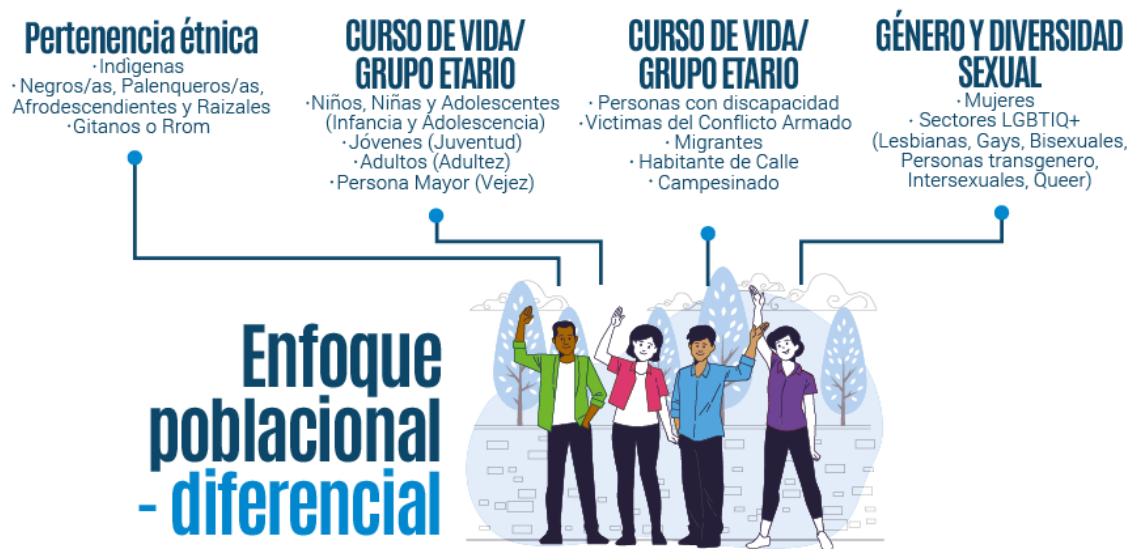 Pertenencia étnica
· Indìgenas
· Negros/as, Palenqueros/as,
Afrodescendientes y Raizales
· Gitanos o Rrom
CURSO DE VIDA/
GRUPO ETARIO
· Niños, Niñas y Adolescentes
(Infancia y Adolescencia)
· Jóvenes (Juventud)
· Adultos (Adultez)
· Persona Mayor (Vejez)
CURSO DE VIDA/
GRUPO ETARIO
· Personas con discapacidad
· Victimas del Conflicto Armado
· Migrantes
· Habitante de Calle
· Campesinado
GÉNERO Y DIVERSIDAD
SEXUAL
· Mujeres
· Sectores LGBTIQ+
(Lesbianas, Gays, Bisexuales,
Personas transgenero,
Intersexuales, Queer)
Enfoque
poblacional
- diferencial